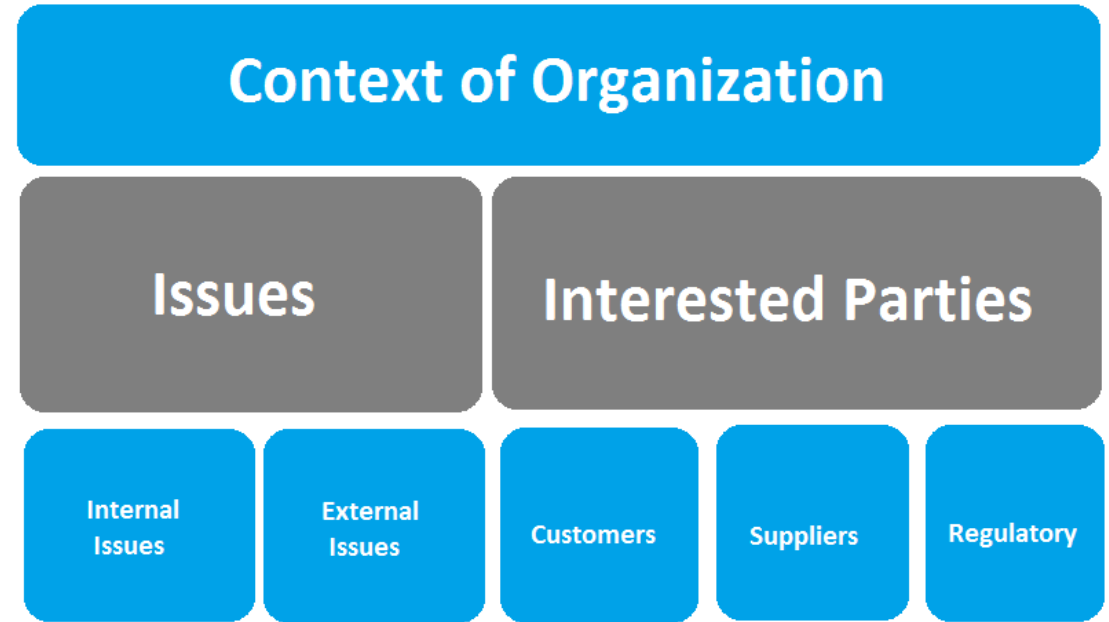 Context of Organization
Issues
Interested Parties
Internal
Issues
External
Issues
Customers
Suppliers
Regulatory